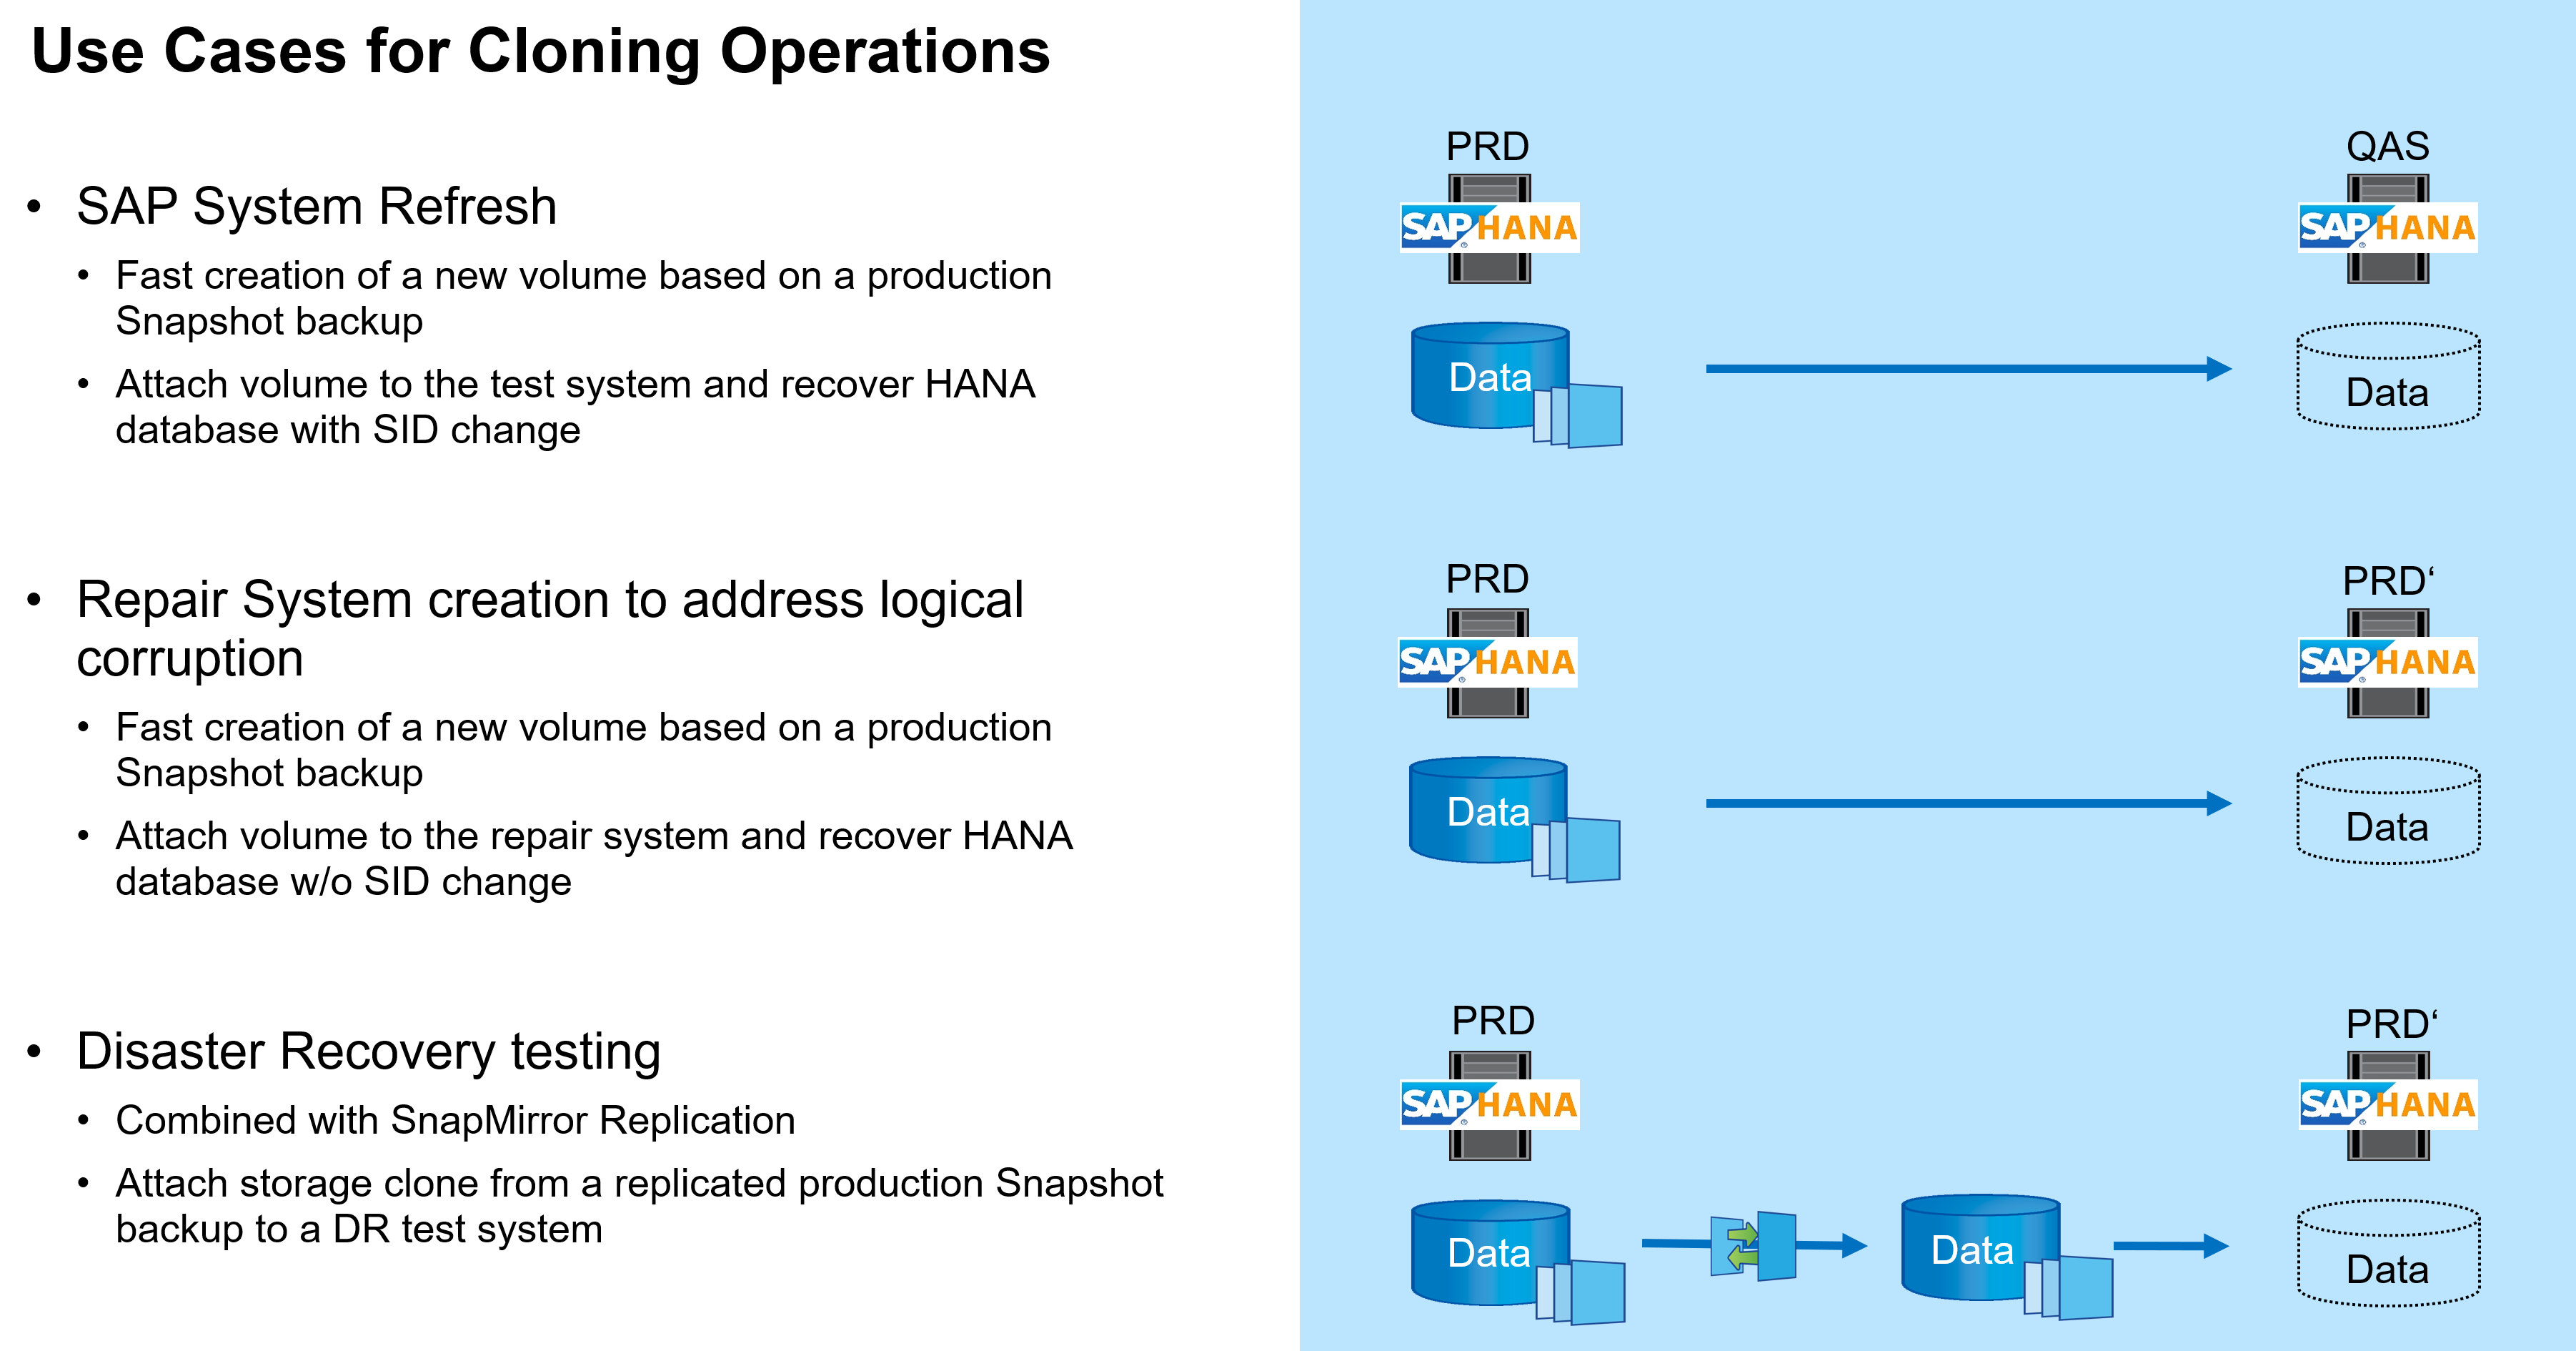 Use Cases for Cloning Operations
• SAP System Refresh
• Fast creation of a new volume based on a production
Snapshot backup
• Attach volume to the test system and recover HANA
database with SID change
• Repair System creation to address logical
corruption
• Fast creation of a new volume based on a production
Snapshot backup
• Attach volume to the repair system and recover HANA
database w/o SID change
• Disaster Recovery testing
• Combined with SnapMirror Replication
• Attach storage clone from a replicated production Snapshot
backup to a DR test system
PRD
SAP® HANA
Data
QAS
SAP® HANA
Data
PRD
SAP® HANA
Data
PRD‘
SAP® HANA
Data
PRD
SAP® HANA
Data
Data
PRD‘
SAP® HANA
Data